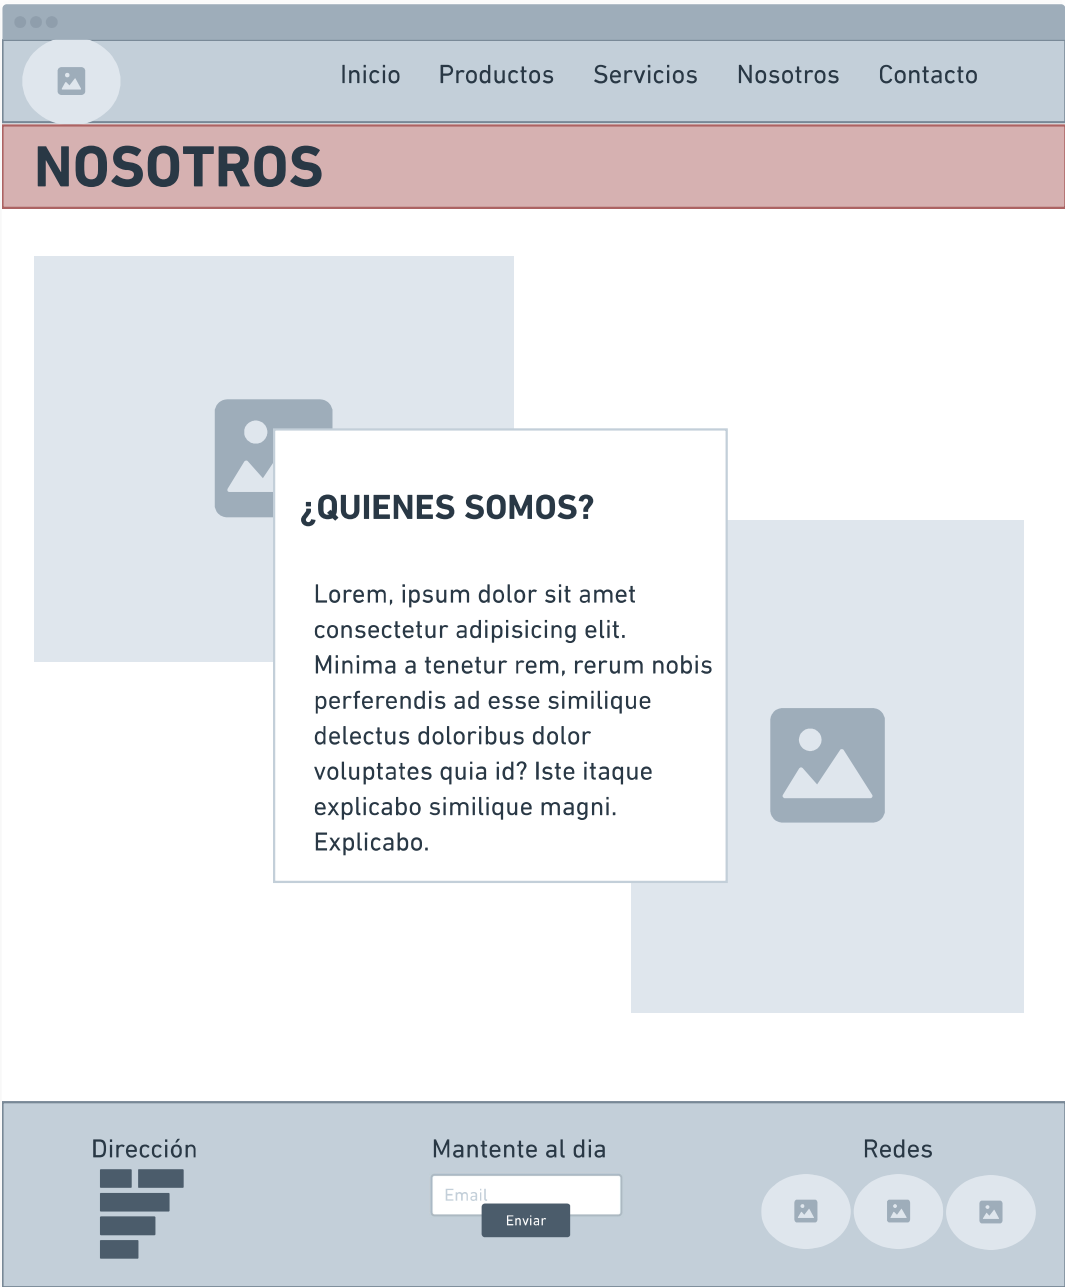 Inicio Productos Servicios Nosotros Contacto
NOSOTROS
¿QUIENES SOMOS?
Lorem, ipsum dolor sit amet
consectetur adipisicing elit.
Minima a tenetur rem, rerum nobis
perferendis ad esse similique
delectus doloribus dolor
voluptates quia id? Iste itaque
explicabo similique magni.
Explicabo.
Dirección
Mantente al dia
Email
Enviar
Redes